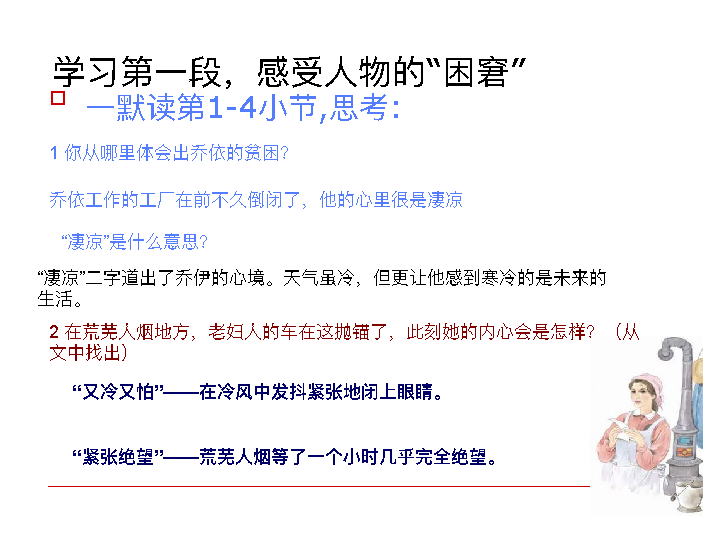 学习第一段，感受人物的“困窘”
一默读第1-4小节,思考:
1 你从哪里体会出乔依的贫困?
乔依工作的工厂在前不久倒闭了，他的心里很是凄凉
“凄凉”是什么意思?
“凄凉”二字道出了乔伊的心境。天气虽冷，但更让他感到寒冷的是未来的
生活。
2 在荒芜人烟地方，老妇人的车在这抛锚了，此刻她的内心会是怎样？（从
文中找出）
“又冷又怕”——在冷风中发抖紧张地闭上眼睛。
“紧张绝望”——荒芜人烟等了一个小时几乎完全绝望。